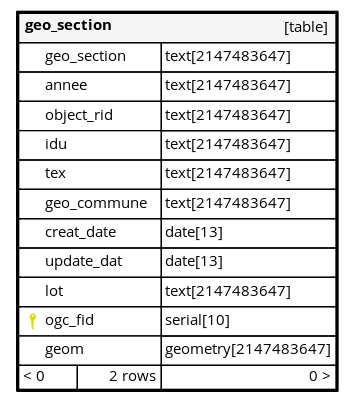 geo_section [table]
geo_section text[2147483647]
annee text[2147483647]
object_rid text[2147483647]
idu text[2147483647]
tex text[2147483647]
geo_commune text[2147483647]
creat_date date[13]
update_dat date[13]
lot text[2147483647]
ogc_fid serial[10]
geom geometry[2147483647]
< 0 2 rows 0 >